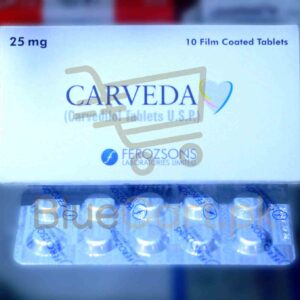 25 mg
10 Film Coated Tablets
CARVEDA
(Carvedilol Tablets U.S.P.)
FEROZSONS
LABORATORIES LIMITED